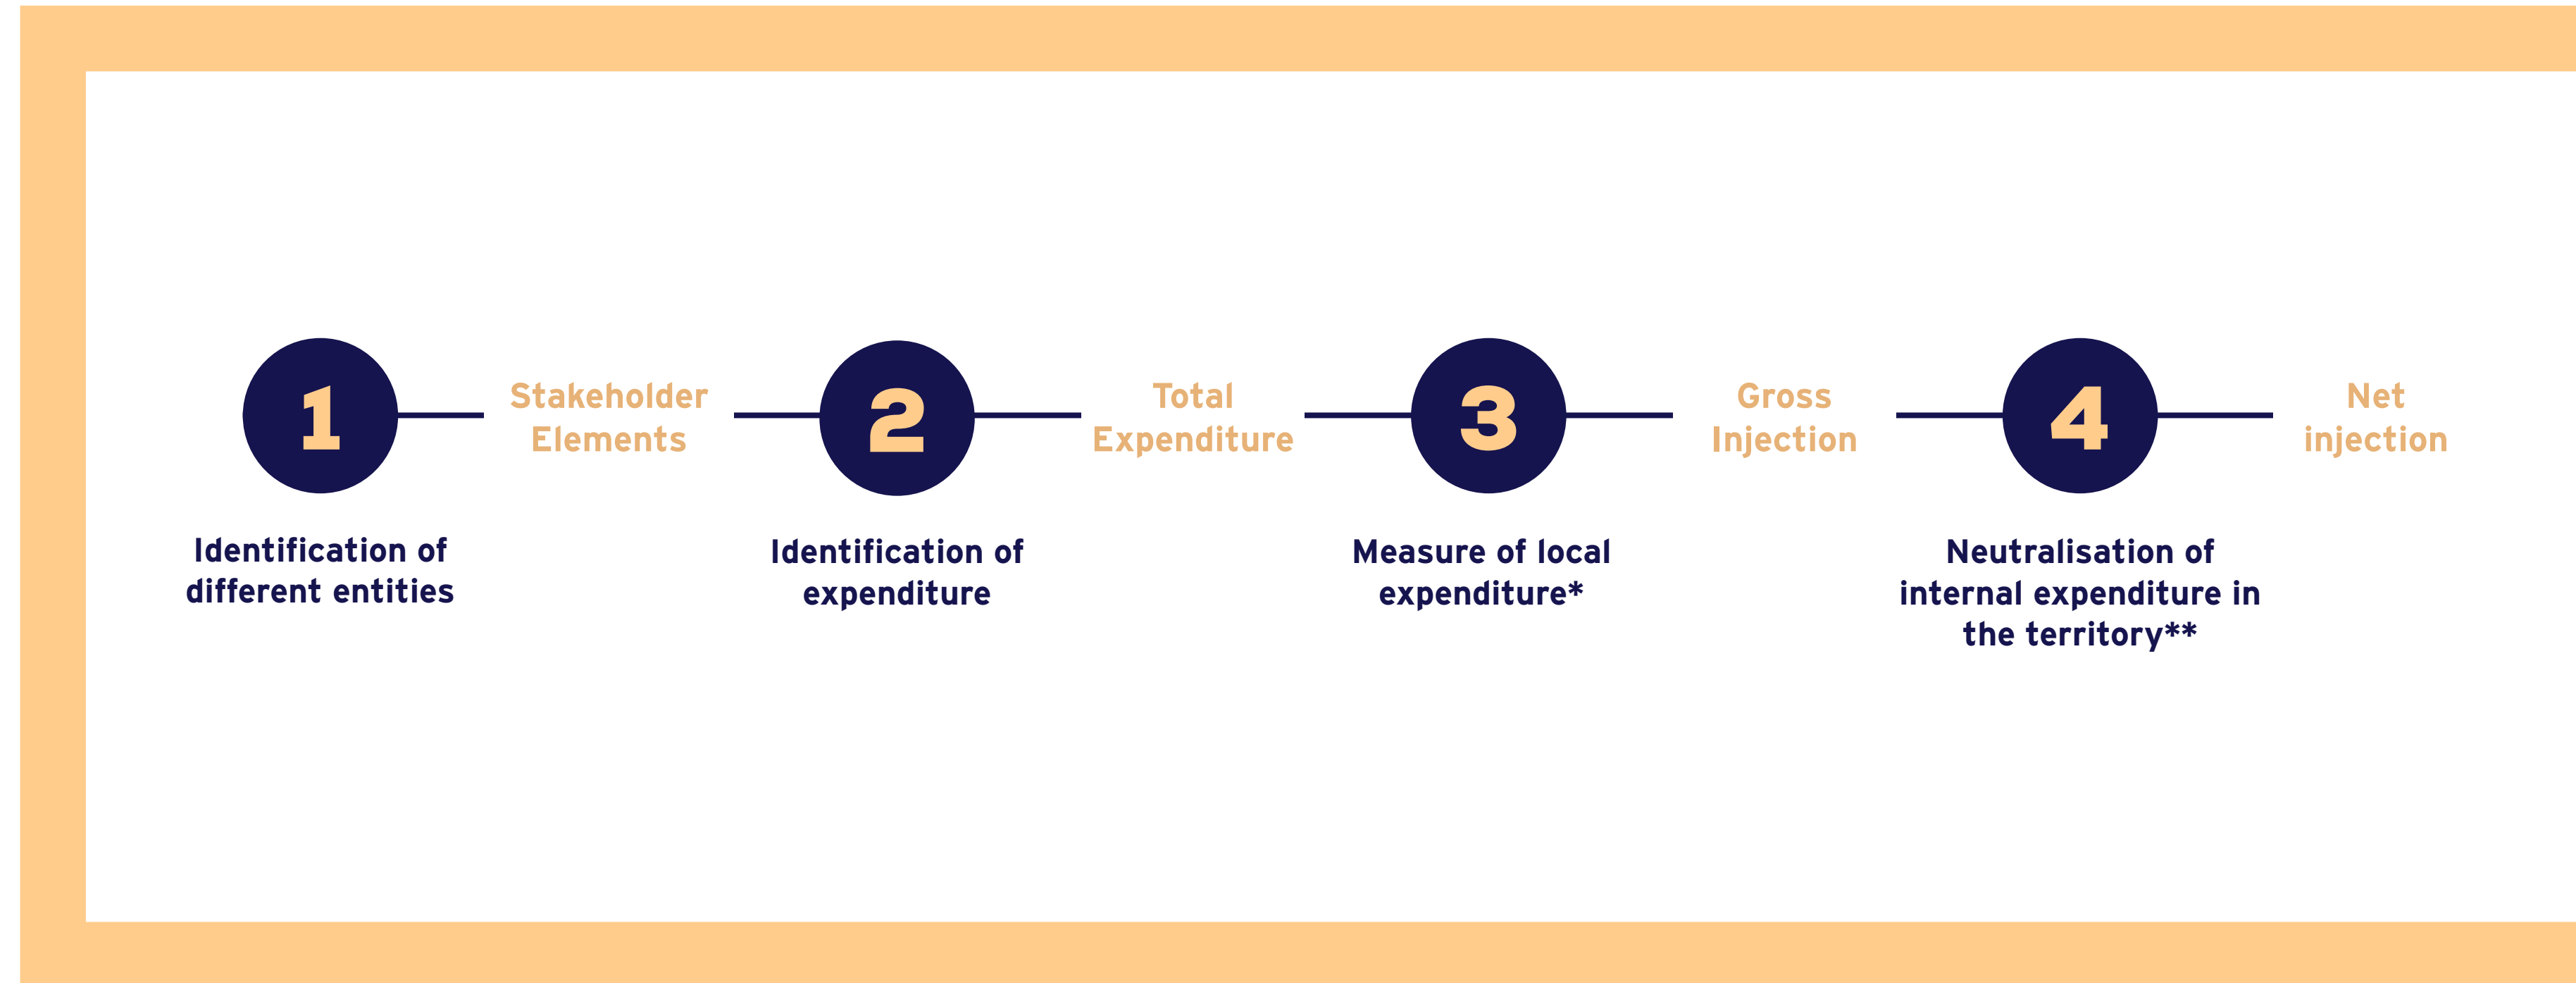 1
Stakeholder
Elements
2
Total
Expenditure
3
Gross
Injection
4
Net
injection
Identification of
different entities
Identification of
expenditure
Measure of local
expenditure*
Neutralisation of
internal expenditure in
the territory**